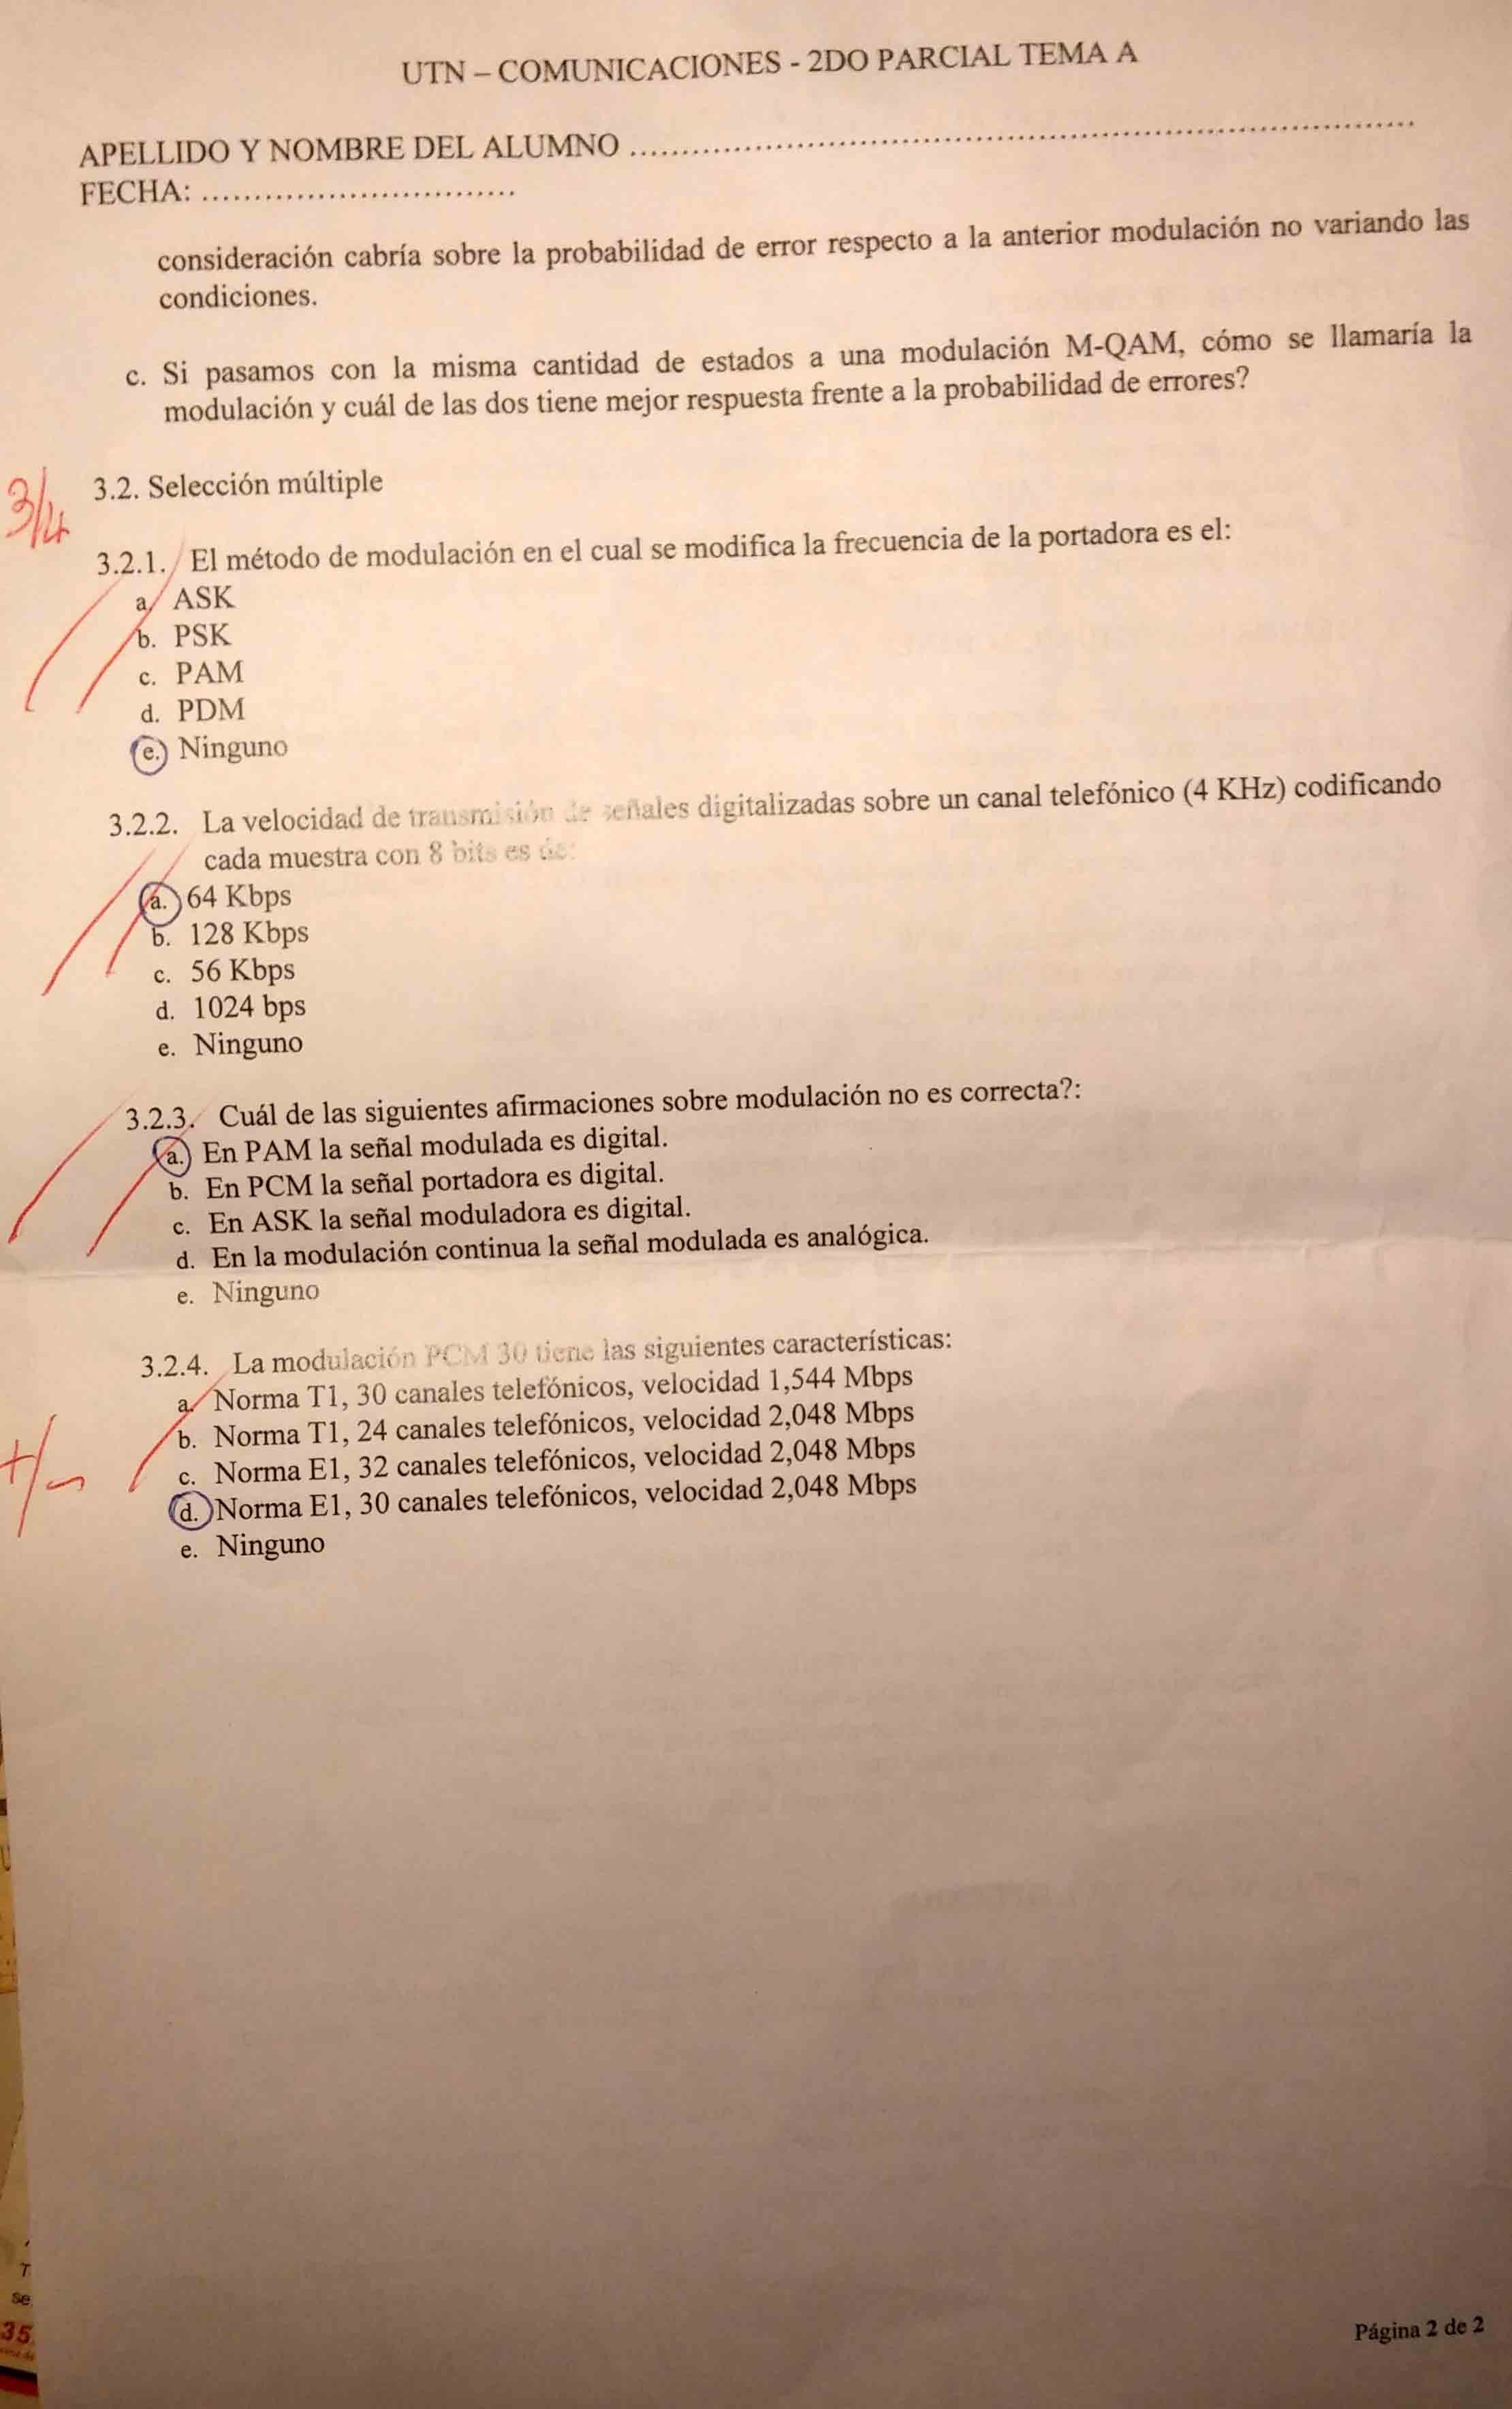 UTN – COMUNICACIONES - 2DO PARCIAL TEMA A
APELLIDO Y NOMBRE DEL ALUMNO ....................................................................................
FECHA: ..............................
consideración cabría sobre la probabilidad de error respecto a la anterior modulación no variando las
condiciones.
c. Si pasamos con la misma cantidad de estados a una modulación M-QAM, cómo se llamaría la
modulación y cuál de las dos tiene mejor respuesta frente a la probabilidad de errores?
3/4
3.2. Selección múltiple
3.2.1. El método de modulación en el cual se modifica la frecuencia de la portadora es el:
a. ASK
b. PSK
c. PAM
d. PDM
e. Ninguno
3.2.2. La velocidad de transmisión de señales digitalizadas sobre un canal telefónico (4 KHz) codificando
cada muestra con 8 bits es de:
a. 64 Kbps
b. 128 Kbps
c. 56 Kbps
d. 1024 bps
e. Ninguno
3.2.3. Cuál de las siguientes afirmaciones sobre modulación no es correcta?:
a. En PAM la señal modulada es digital.
b. En PCM la señal portadora es digital.
c. En ASK la señal moduladora es digital.
d. En la modulación continua la señal modulada es analógica.
e. Ninguno
3.2.4. La modulación PCM 30 tiene las siguientes características:
a. Norma T1, 30 canales telefónicos, velocidad 1,544 Mbps
b. Norma T1, 24 canales telefónicos, velocidad 2,048 Mbps
c. Norma E1, 32 canales telefónicos, velocidad 2,048 Mbps
+/-
d. Norma E1, 30 canales telefónicos, velocidad 2,048 Mbps
e. Ninguno
T
se
35
Página 2 de 2